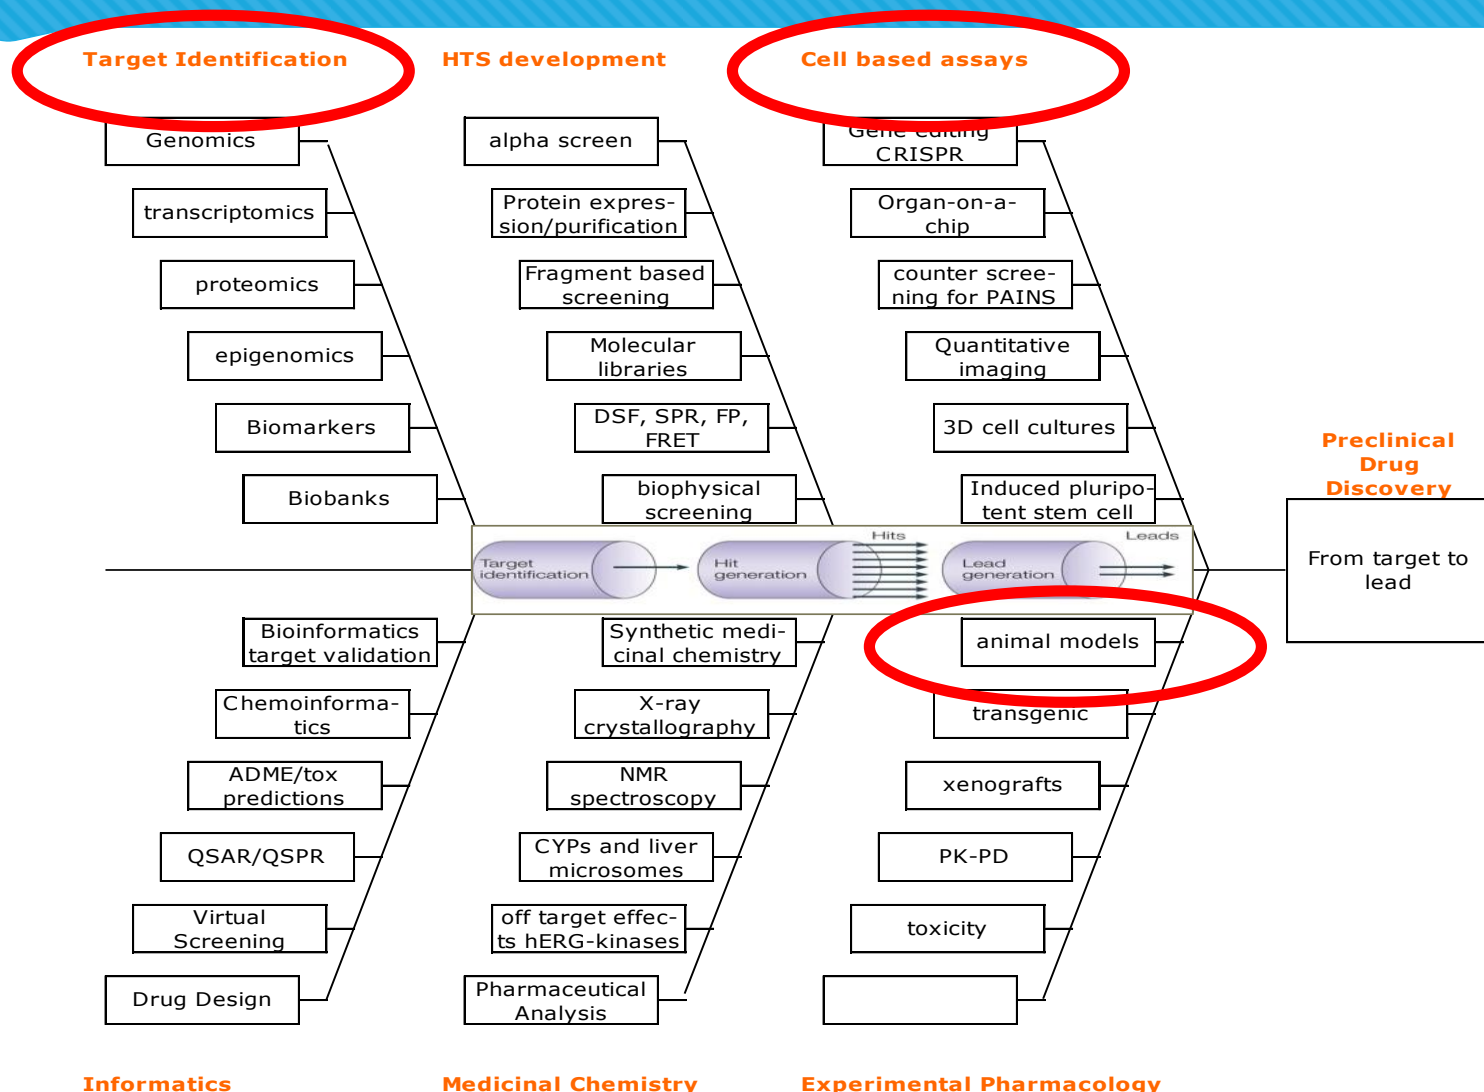 Target Identification
HTS development
Cell based assays
Genomics
alpha screen
Gene editing
CRISPR
transcriptomics
Protein expres-
sion/purification
Organ-on-a-
chip
proteomics
Fragment based
screening
counter scree-
ning for PAINS
epigenomics
Molecular
libraries
Quantitative
imaging
Biomarkers
DSF, SPR, FP,
FRET
3D cell cultures
Biobanks
biophysical
screening
Induced pluripo-
tent stem cell
Preclinical
Drug
Discovery
From target to
lead
Target
identification
Hit
generation
Hits
Lead
generation
Leads
Bioinformatics
target validation
Synthetic medi-
cinal chemistry
animal models
Chemoinforma-
tics
X-ray
crystallography
transgenic
ADME/tox
predictions
NMR
spectroscopy
xenografts
QSAR/QSPR
CYPs and liver
microsomes
PK-PD
Virtual
Screening
off target effec-
ts hERG-kinases
toxicity
Drug Design
Pharmaceutical
Analysis
Informatics
Medicinal Chemistry
Experimental Pharmacology